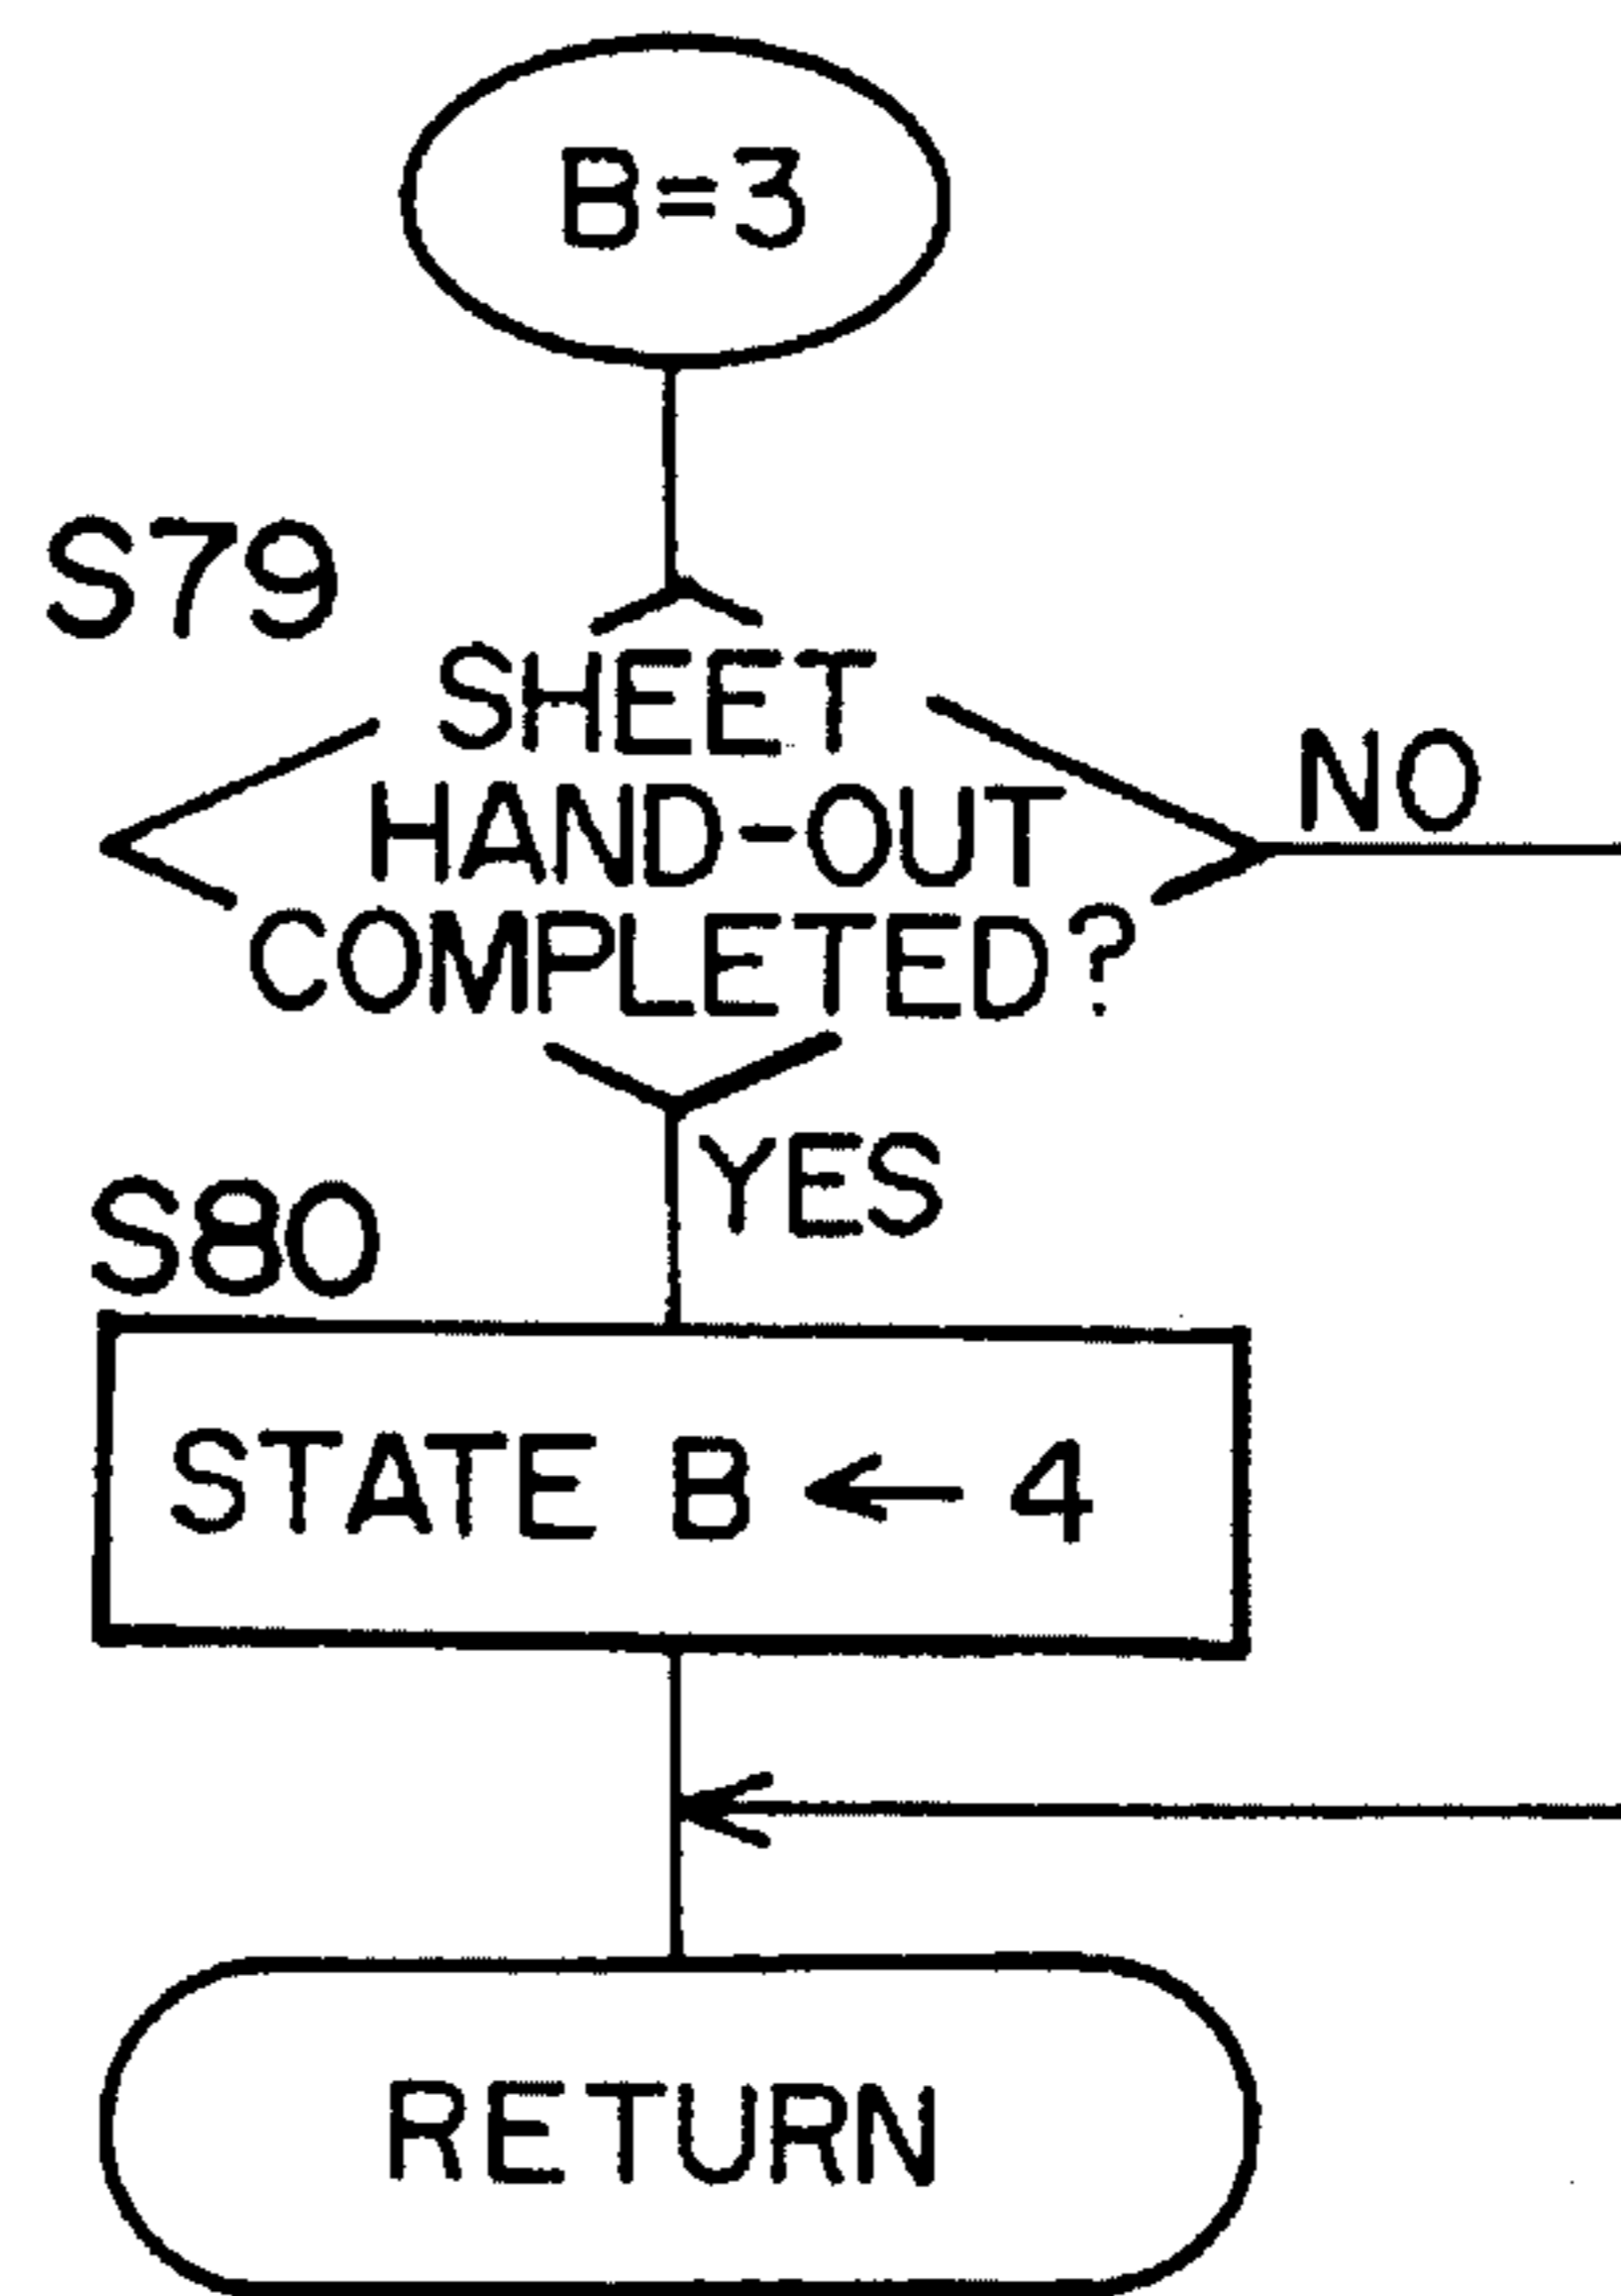 B=3
S79
SHEET
HAND-OUT
COMPLETED?
NO
YES
S80
STATE B ← 4
RETURN